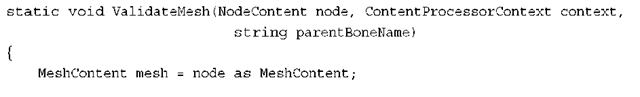 static void ValidateMesh(NodeContent node, ContentProcessorContext context,
string parentBoneName)
{
MeshContent mesh = node as MeshContent;